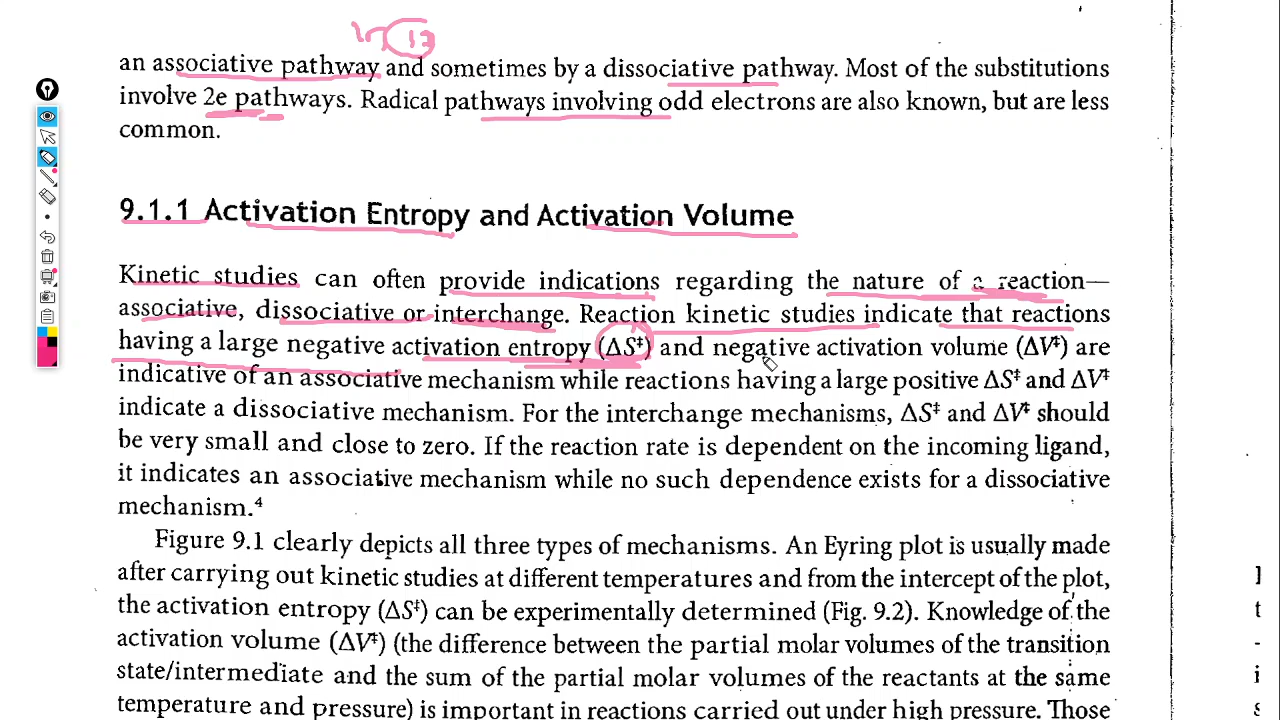 an associative pathway and sometimes by a dissociative pathway. Most of the substitutions
involve 2e pathways. Radical pathways involving odd electrons are also known, but are less
common.
9.1.1 Activation Entropy and Activation Volume
Kinetic studies can often provide indications regarding the nature of a reaction—
associative, dissociative or interchange. Reaction kinetic studies indicate that reactions
having a large negative activation entropy (ΔS‡) and negative activation volume (ΔV‡) are
indicative of an associative mechanism while reactions having a large positive ΔS‡ and ΔV‡
indicate a dissociative mechanism. For the interchange mechanisms, ΔS‡ and ΔV‡ should
be very small and close to zero. If the reaction rate is dependent on the incoming ligand,
it indicates an associative mechanism while no such dependence exists for a dissociative
mechanism.⁴
Figure 9.1 clearly depicts all three types of mechanisms. An Eyring plot is usually made
after carrying out kinetic studies at different temperatures and from the intercept of the plot,
the activation entropy (ΔS‡) can be experimentally determined (Fig. 9.2). Knowledge of the
activation volume (ΔV‡) (the difference between the partial molar volumes of the transition
state/intermediate and the sum of the partial molar volumes of the reactants at the same
temperature and pressure) is important in reactions carried out under high pressure. Those